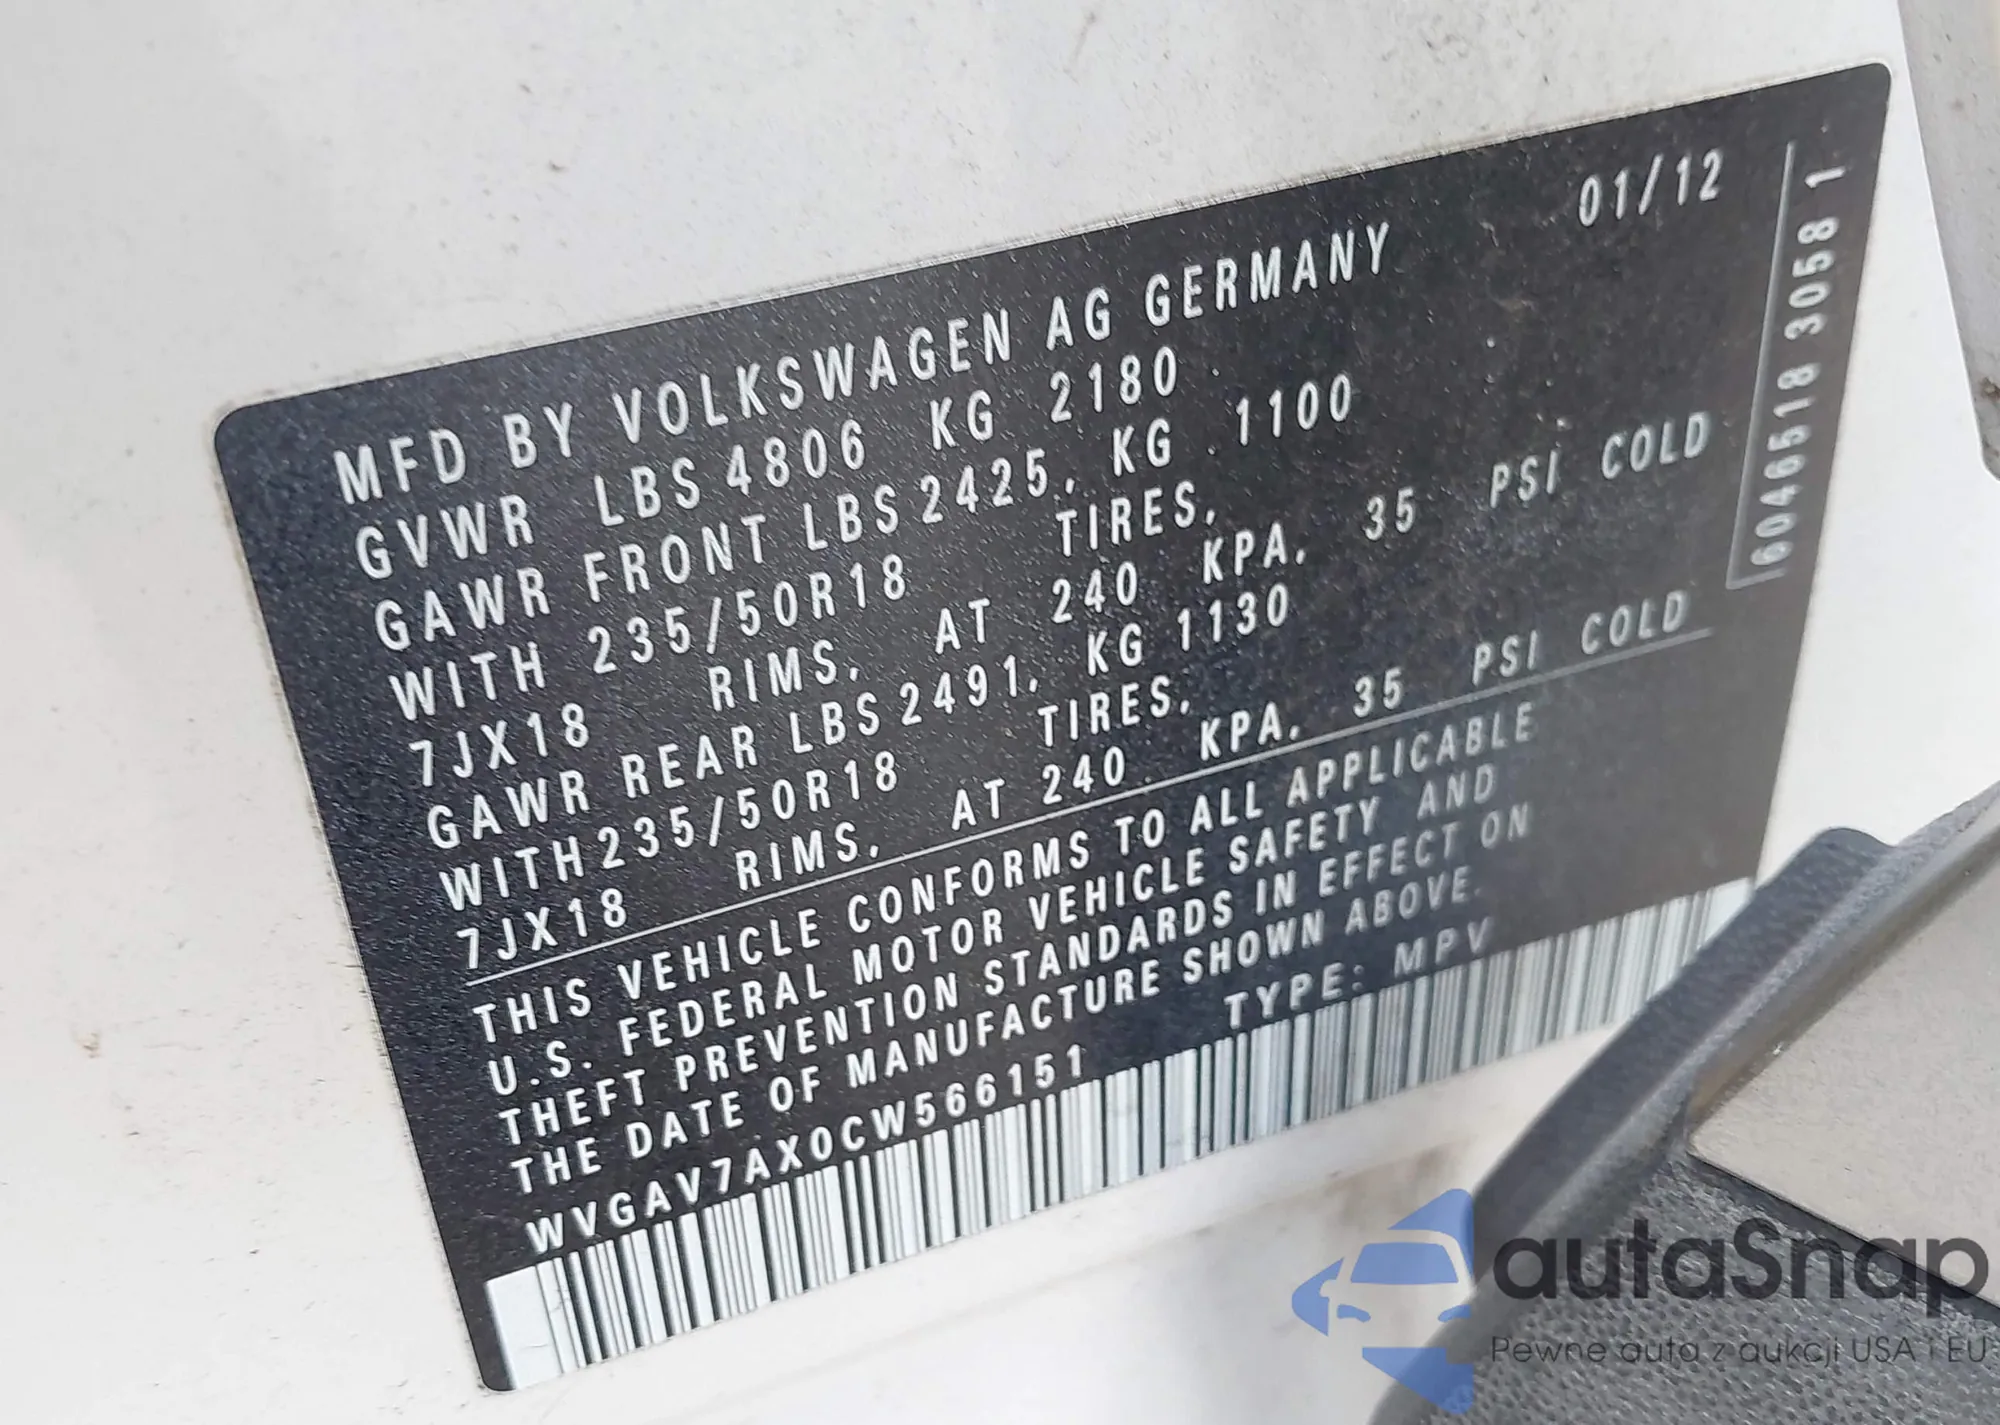 01/12
MFD BY VOLKSWAGEN AG GERMANY
GVWR LBS 4806 KG 2180
GAWR FRONT LBS 2425, KG 1100
WITH 235/50R18 TIRES,
7JX18 RIMS, AT 240 KPA, 35 PSI COLD
GAWR REAR LBS 2491, KG 1130
WITH 235/50R18 TIRES,
7JX18 RIMS, AT 240 KPA, 35 PSI COLD
THIS VEHICLE CONFORMS TO ALL APPLICABLE
U.S. FEDERAL MOTOR VEHICLE SAFETY AND
THEFT PREVENTION STANDARDS IN EFFECT ON
THE DATE OF MANUFACTURE SHOWN ABOVE.
WVGAV7AX0CW566151 TYPE: MPV
6046518 3058 1
autaSnap
Pewne auta z aukcji USA i EU